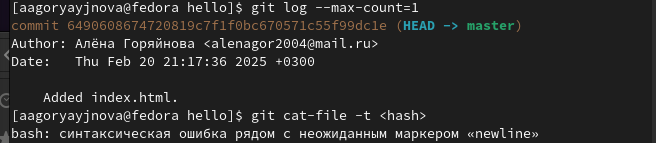 [aagoryayjnova@fedora hello]$ git log --max-count=1
commit 6490608674720819c7f1f0bc670571c55f99dc1e (HEAD -> master)
Author: Алёна Горяйнова <alenagor2004@mail.ru>
Date:   Thu Feb 20 21:17:36 2025 +0300

    Added index.html.
[aagoryayjnova@fedora hello]$ git cat-file -t <hash>
bash: синтаксическая ошибка рядом с неожиданным маркером «newline»